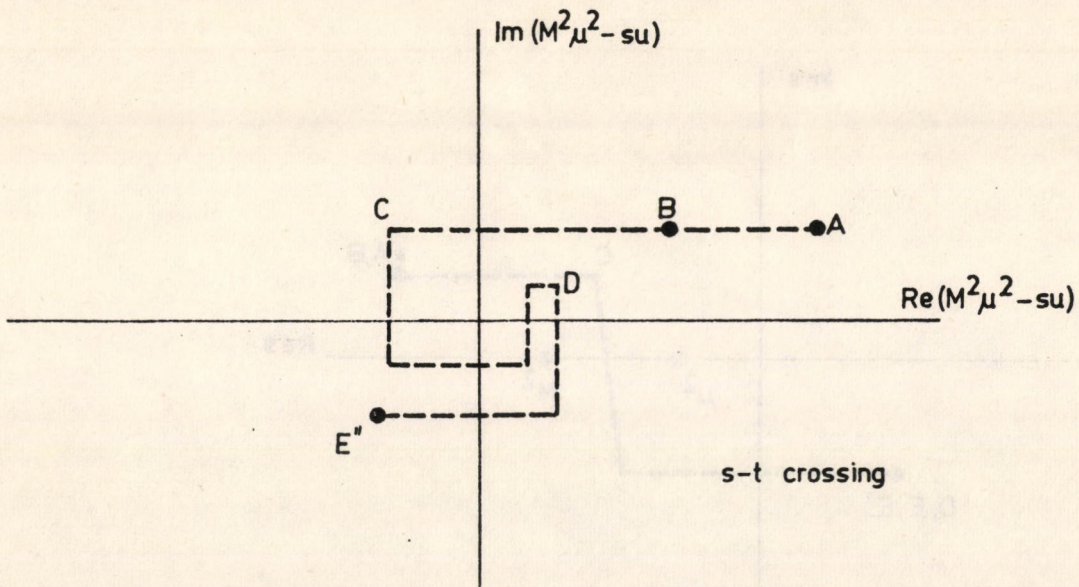 Im (M²μ² – su)
C
B
A
D
Re (M²μ² – su)
E"
s-t crossing